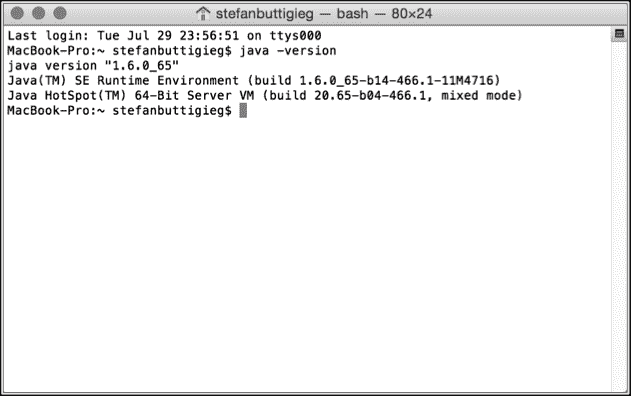 stefanbuttigieg — bash — 80×24
Last login: Tue Jul 29 23:56:51 on ttys000
MacBook-Pro:~ stefanbuttigieg$ java -version
java version "1.6.0_65"
Java(TM) SE Runtime Environment (build 1.6.0_65-b14-466.1-11M4716)
Java HotSpot(TM) 64-Bit Server VM (build 20.65-b04-466.1, mixed mode)
MacBook-Pro:~ stefanbuttigieg$